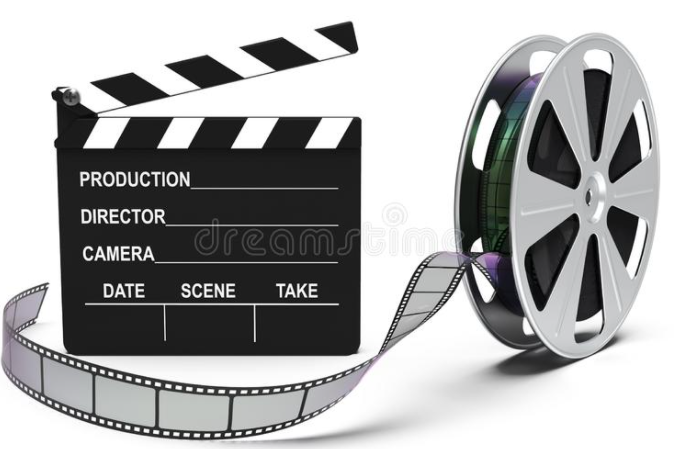 PRODUCTION
DIRECTOR
CAMERA
DATE SCENE TAKE
dreamstime